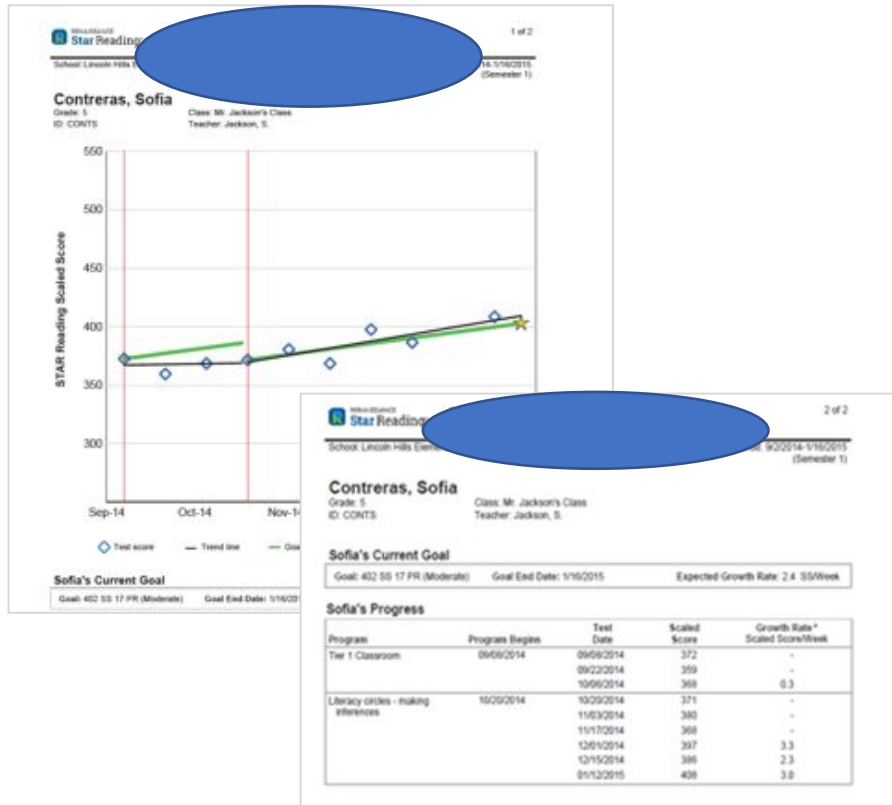 RENAISSANCE
1 of 2
Star Reading
School: Lincoln Hills E
14-1/16/2015
(Semester 1)
Contreras, Sofia
Grade: 5 Class: Mr. Jackson's Class
ID: CONTS Teacher: Jackson, S.
STAR Reading Scaled Score
550
500
450
400
350
300
Sep-14 Oct-14 Nov-14
Test score Trend line Goa
Sofia's Current Goal
Goal: 402 SS 17 PR (Moderate) Goal End Date: 1/16/201
RENAISSANCE
2 of 2
Star Reading
School: Lincoln Hills Eleme
9/2/2014-1/16/2015
(Semester 1)
Contreras, Sofia
Grade: 5 Class: Mr. Jackson's Class
ID: CONTS Teacher: Jackson, S.
Sofia's Current Goal
Goal: 402 SS 17 PR (Moderate) Goal End Date: 1/16/2015 Expected Growth Rate: 2.4 SS/Week
Sofia's Progress
Program Program Begins Test Date Scaled Score Growth Rate* Scaled Score/Week
Tier 1 Classroom 09/08/2014 09/08/2014 372 -
09/22/2014 359 -
10/06/2014 368 0.3
Literacy circles - making inferences 10/20/2014 10/20/2014 371 -
11/03/2014 380 -
11/17/2014 368 -
12/01/2014 397 3.3
12/15/2014 386 2.3
01/12/2015 408 3.0